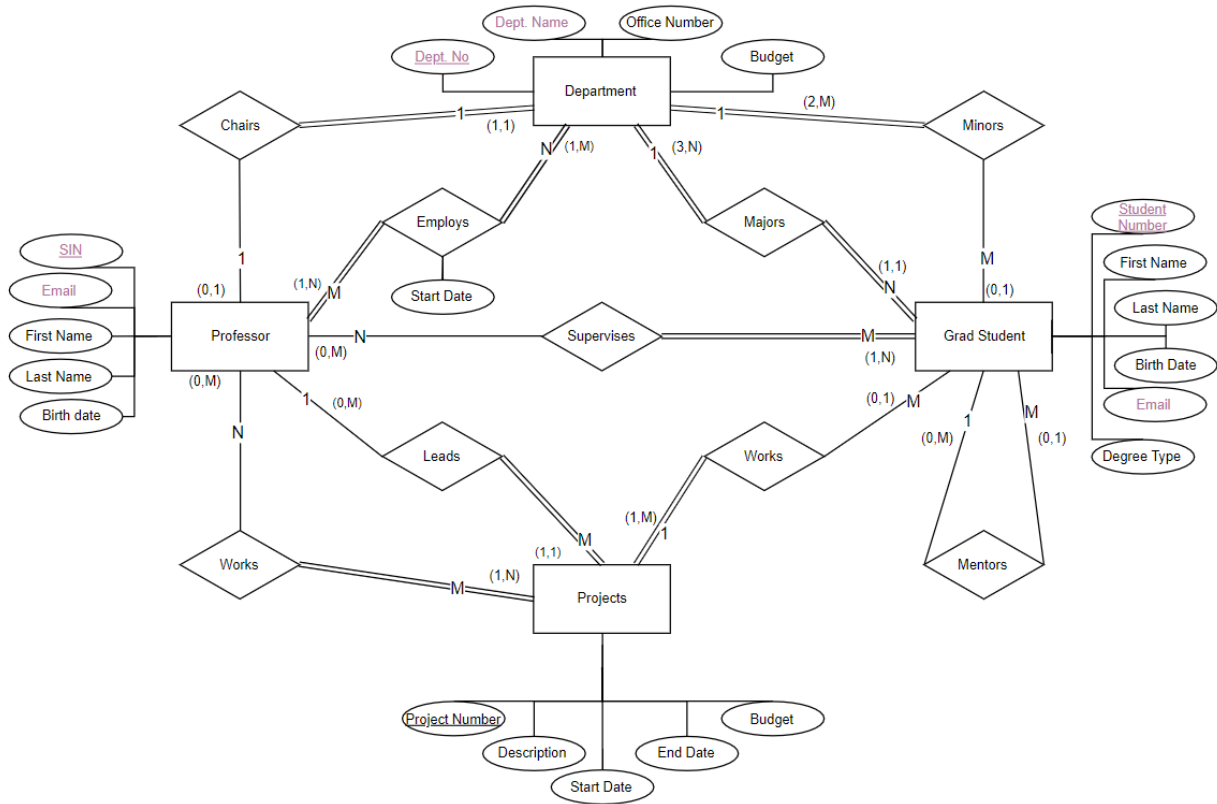 Dept. Name
Office Number
Dept. No
Budget
Department
(2,M)
Chairs
1
(1,1)
1
Minors
N
(1,M)
1
(3,N)
Employs
Majors
Student
Number
SIN
1
M
First Name
Email
(0,1)
(1,N)
M
Start Date
(1,1)
N
(0,1)
Last Name
First Name
Professor
N
(0,M)
Supervises
M
(1,N)
Grad Student
Last Name
(0,M)
Birth Date
Birth date
1
(0,M)
(0,1)
M
Email
N
1
M
(0,M)
(0,1)
Leads
Works
Degree Type
(1,M)
1
M
(1,1)
Works
M
(1,N)
Mentors
Projects
Project Number
Budget
Description
End Date
Start Date